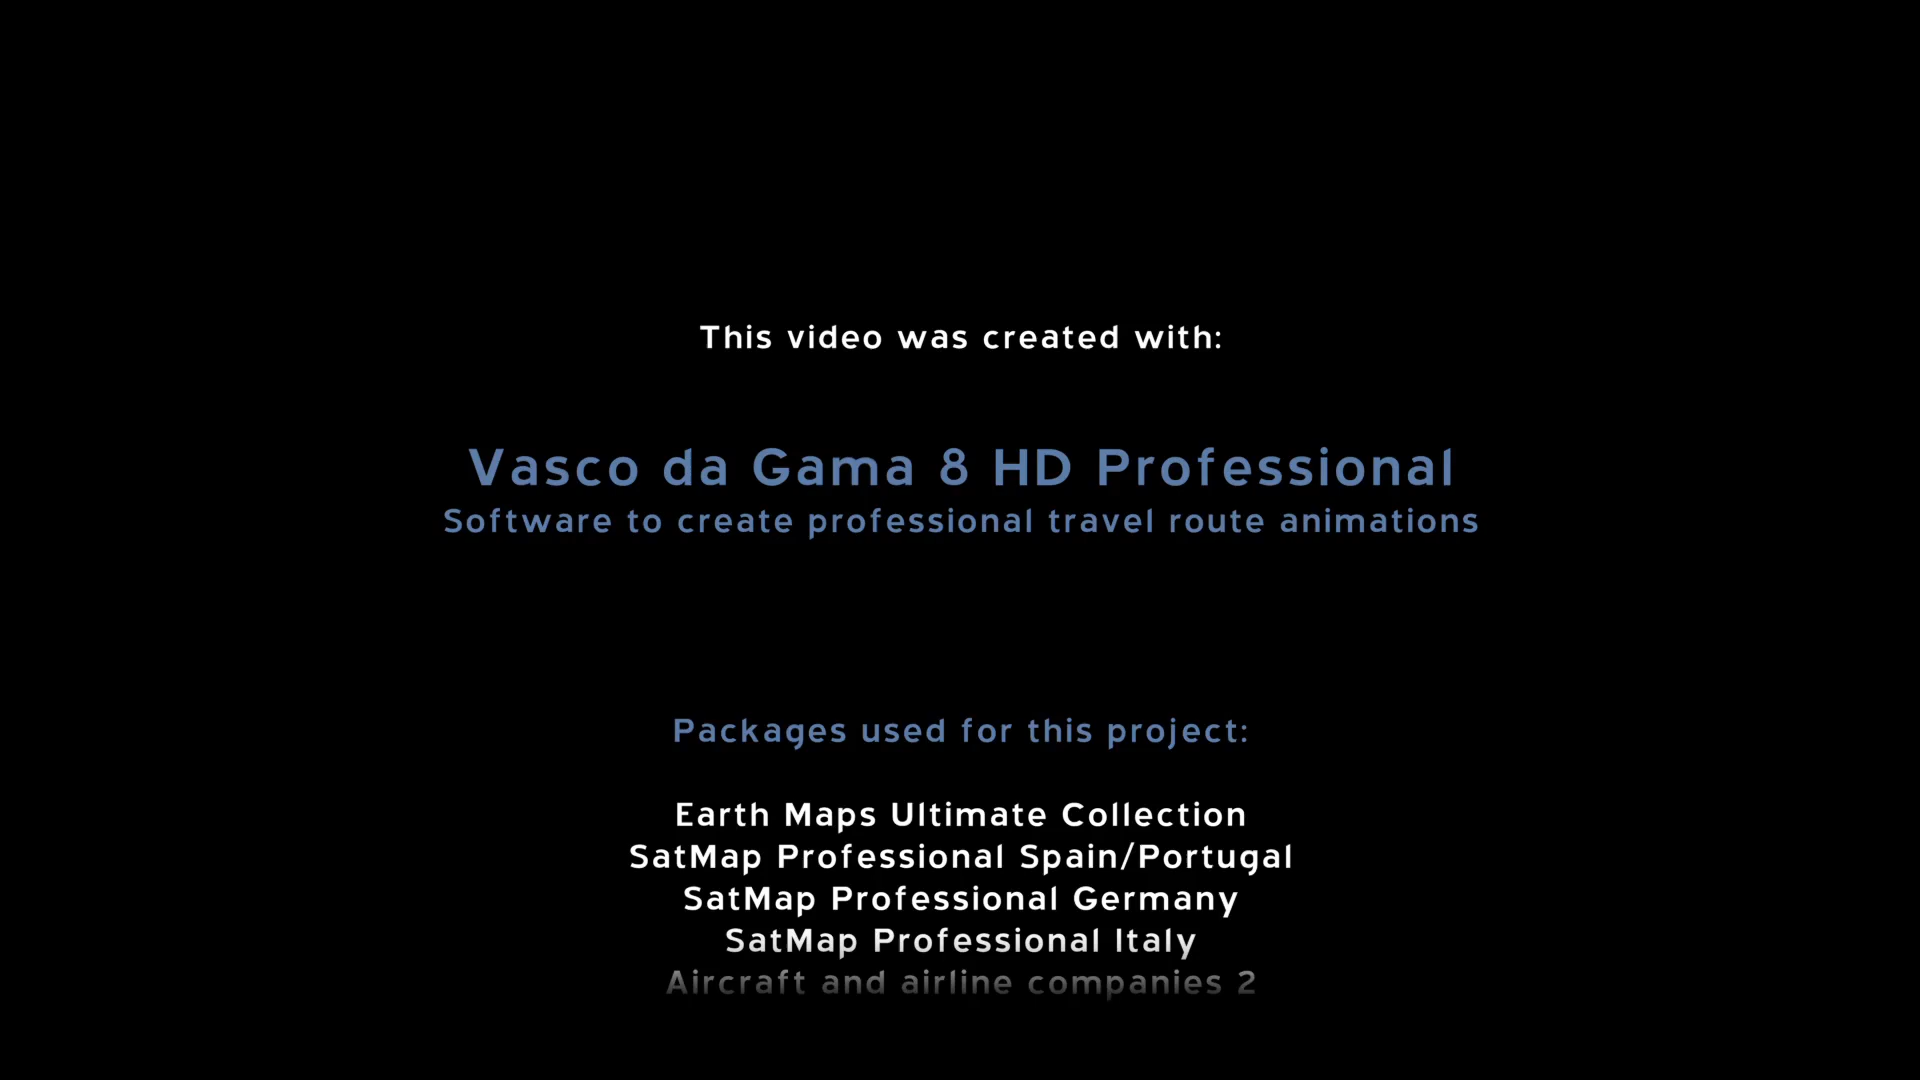 This video was created with:
Vasco da Gama 8 HD Professional
Software to create professional travel route animations
Packages used for this project:
Earth Maps Ultimate Collection
SatMap Professional Spain/Portugal
SatMap Professional Germany
SatMap Professional Italy
Aircraft and airline companies 2